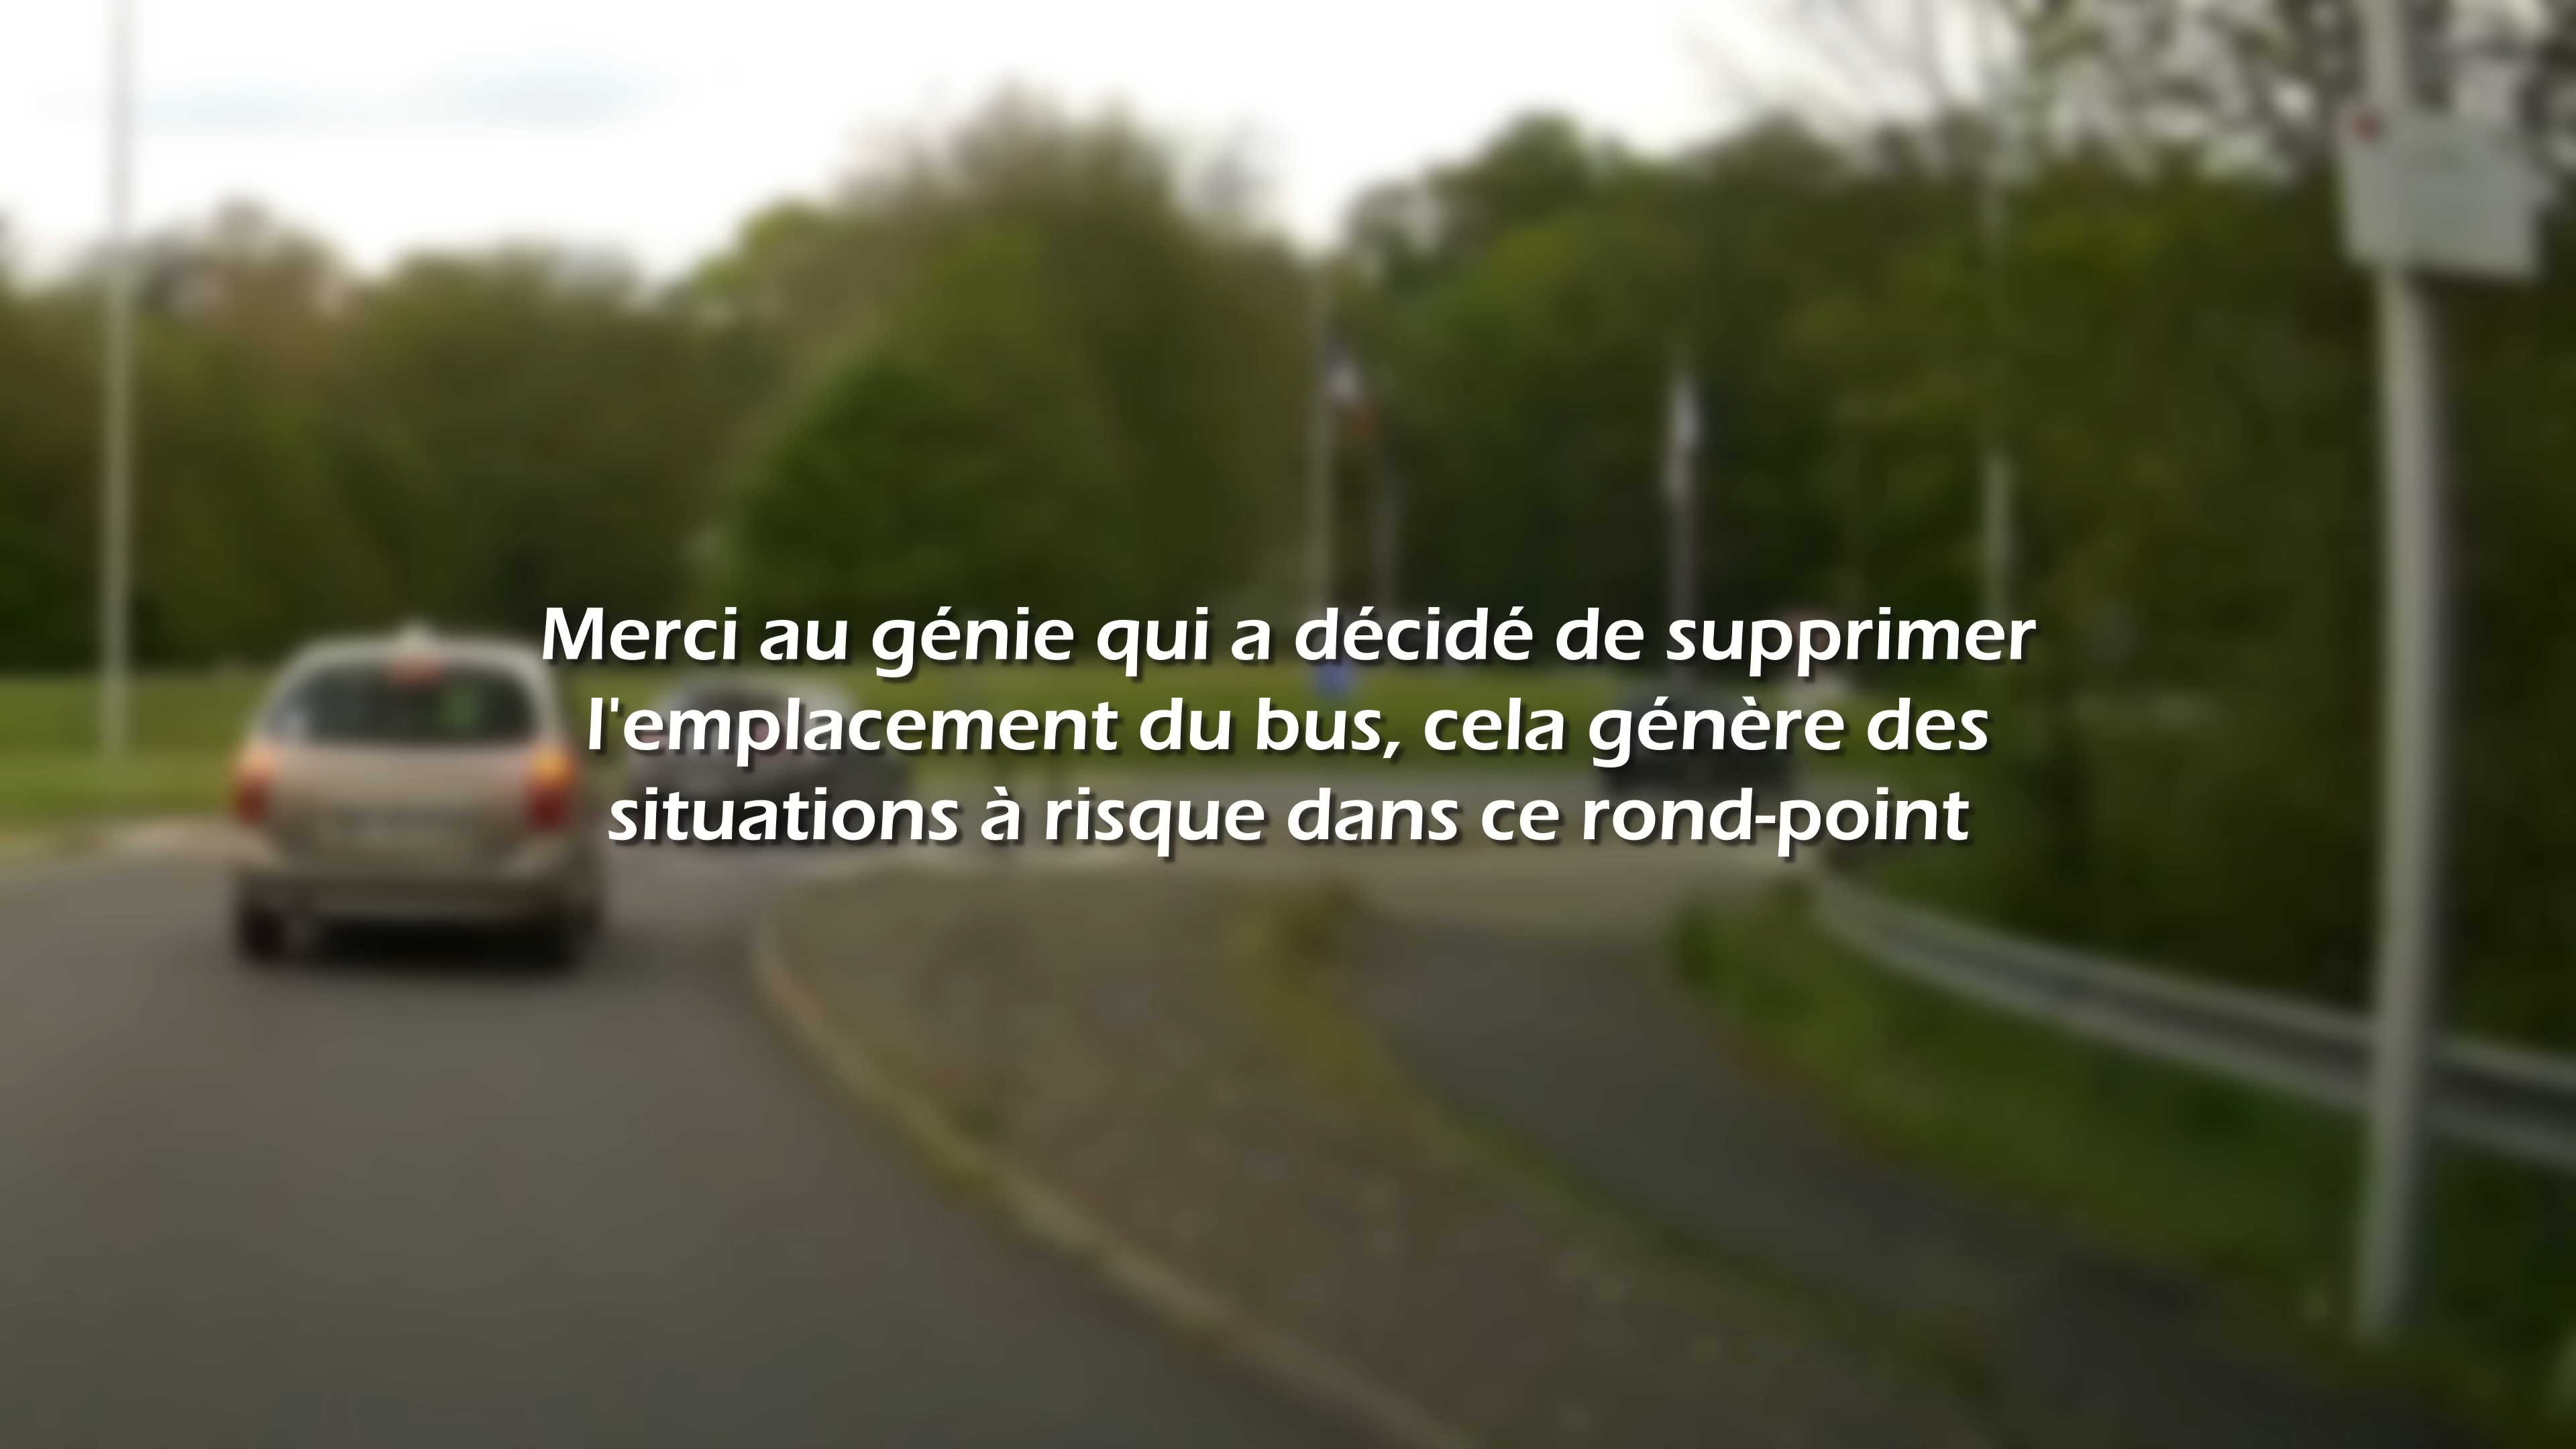 Merci au génie qui a décidé de supprimer
l'emplacement du bus, cela génère des
situations à risque dans ce rond-point